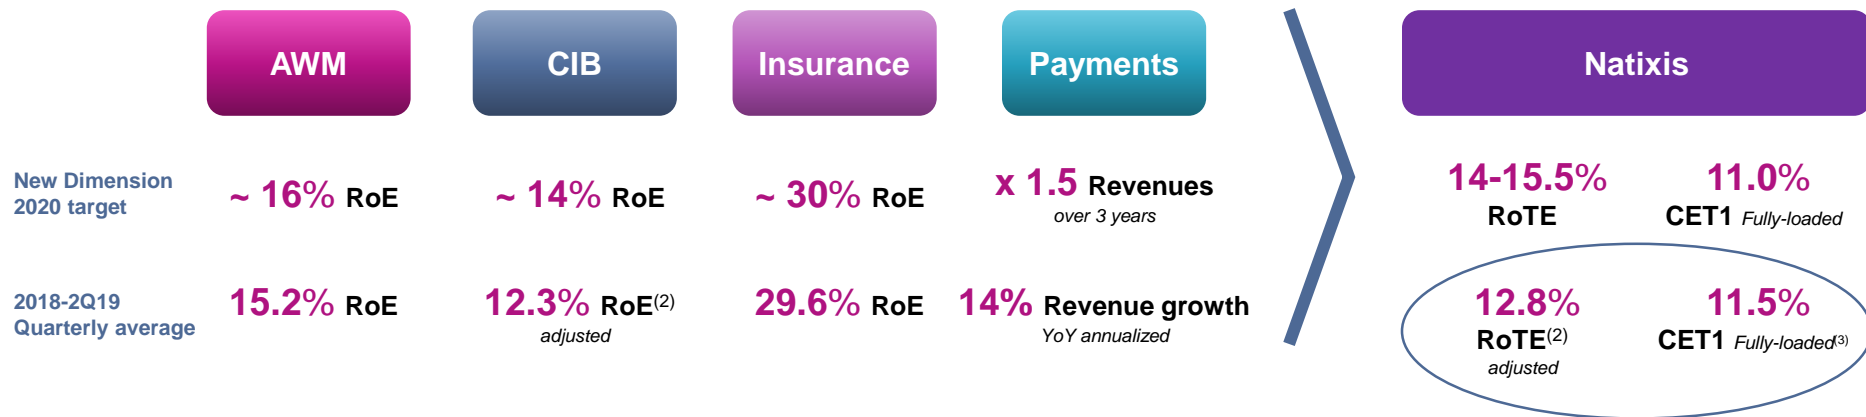 AWM
CIB
Insurance
Payments
Natixis
New Dimension
2020 target
~ 16% RoE
~ 14% RoE
~ 30% RoE
x 1.5 Revenues
over 3 years
14-15.5%
RoTE
11.0%
CET1 Fully-loaded
2018-2Q19
Quarterly average
15.2% RoE
12.3% RoE(2)
adjusted
29.6% RoE
14% Revenue growth
YoY annualized
12.8%
RoTE(2)
adjusted
11.5%
CET1 Fully-loaded(3)